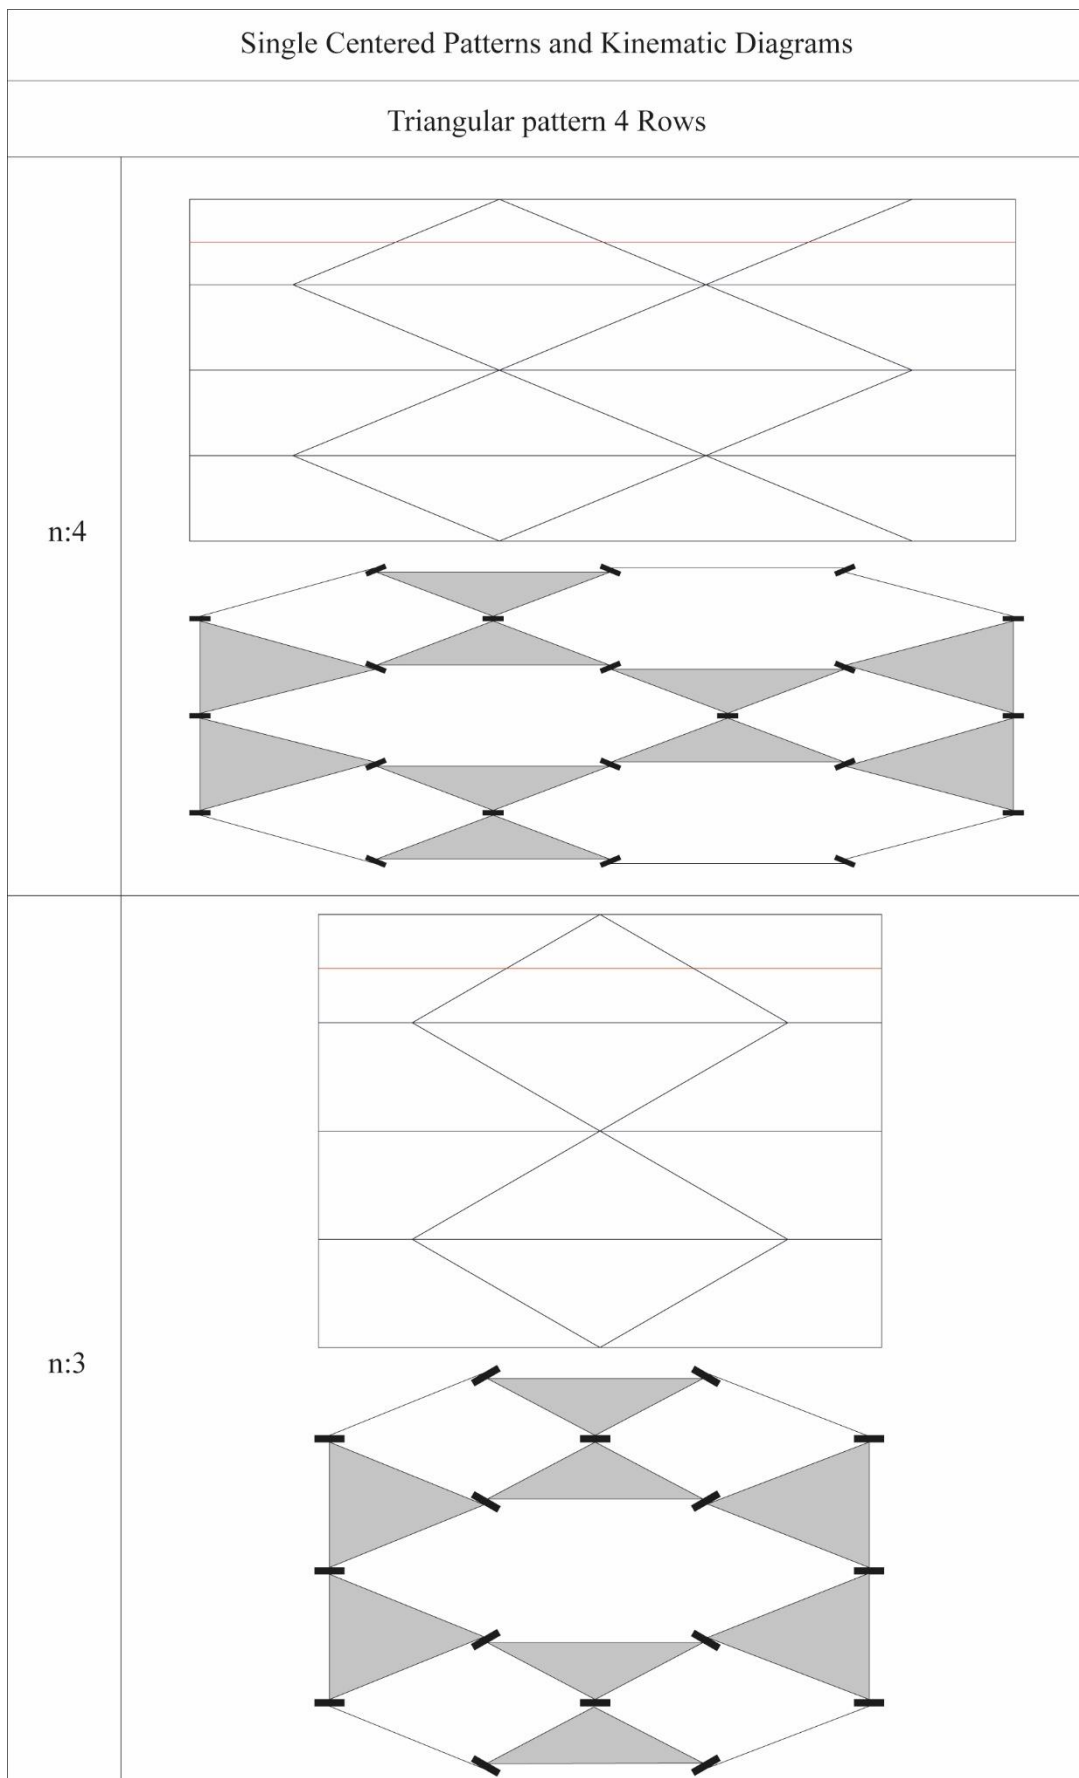 Single Centered Patterns and Kinematic Diagrams
Triangular pattern 4 Rows
n:4
n:3